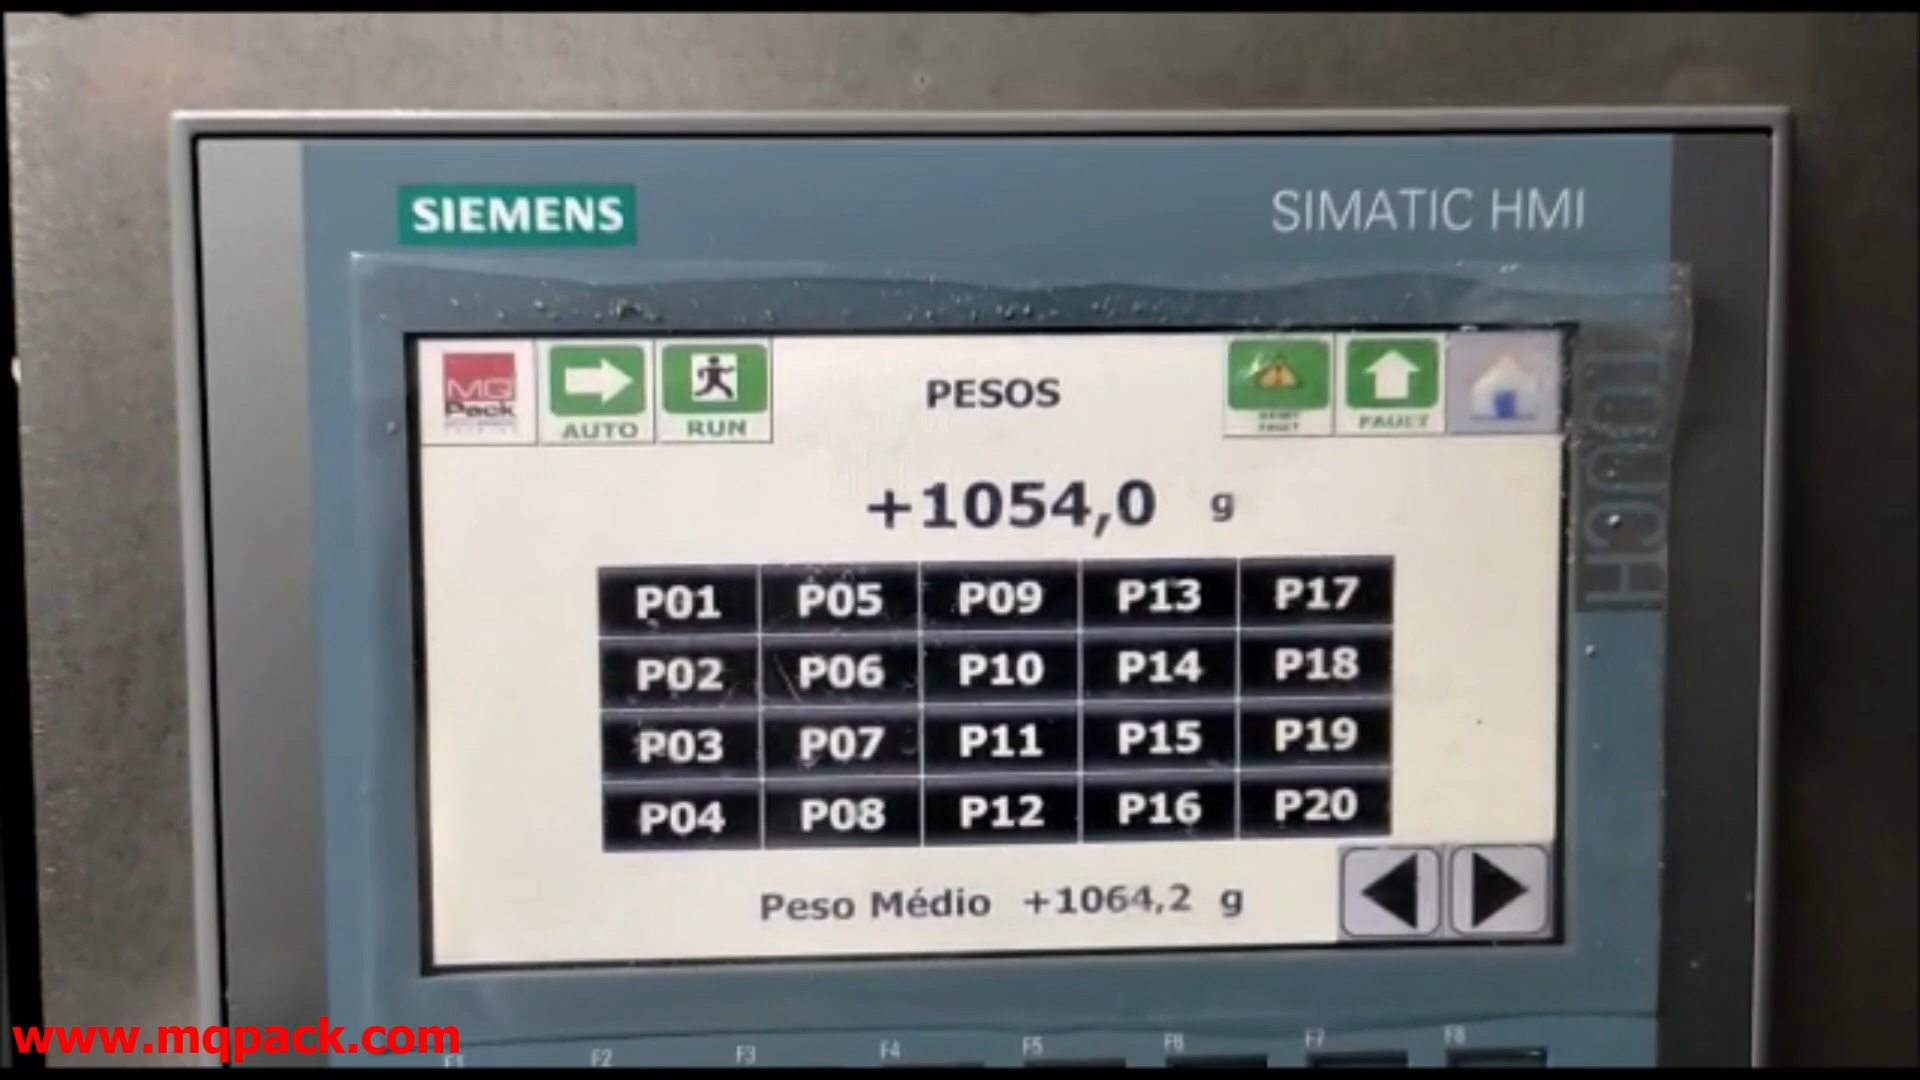 SIEMENS
SIMATIC HMI
TOUCH
MQ
Pack
AUTO
RUN
PESOS
FAULT
+1054,0 g
P01 P05 P09 P13 P17
P02 P06 P10 P14 P18
P03 P07 P11 P15 P19
P04 P08 P12 P16 P20
Peso Médio +1064,2 g
www.mqpack.com
F1 F2 F3 F4 F5 F6 F7 F8